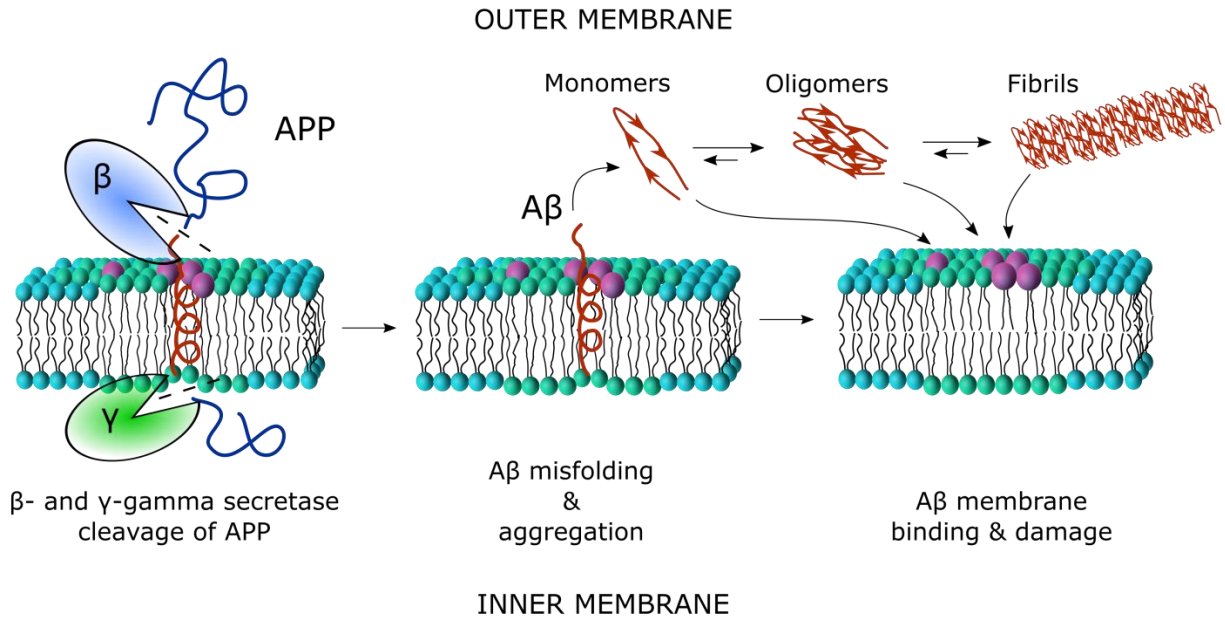 OUTER MEMBRANE
Monomers
Oligomers
Fibrils
APP
β
Aβ
γ
β- and γ-gamma secretase
cleavage of APP
Aβ misfolding
&
aggregation
Aβ membrane
binding & damage
INNER MEMBRANE